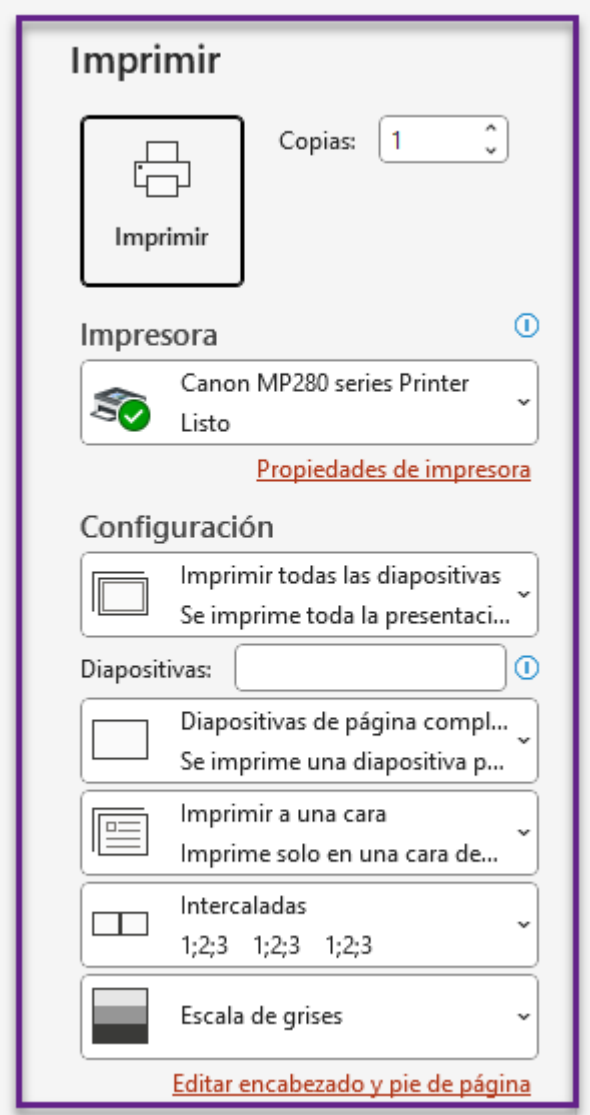 Imprimir
Copias: 1
Imprimir
Impresora
Canon MP280 series Printer
Listo
Propiedades de impresora
Configuración
Imprimir todas las diapositivas
Se imprime toda la presentaci...
Diapositivas:
Diapositivas de página compl...
Se imprime una diapositiva p...
Imprimir a una cara
Imprime solo en una cara de...
Intercaladas
1;2;3 1;2;3 1;2;3
Escala de grises
Editar encabezado y pie de página